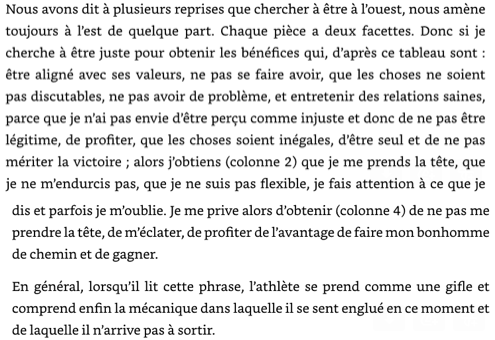 Nous avons dit à plusieurs reprises que chercher à être à l'ouest, nous amène
toujours à l'est de quelque part. Chaque pièce a deux facettes. Donc si je
cherche à être juste pour obtenir les bénéfices qui, d'après ce tableau sont :
être aligné avec ses valeurs, ne pas se faire avoir, que les choses ne soient
pas discutables, ne pas avoir de problème, et entretenir des relations saines,
parce que je n'ai pas envie d'être perçu comme injuste et donc de ne pas être
légitime, de profiter, que les choses soient inégales, d'être seul et de ne pas
mériter la victoire ; alors j'obtiens (colonne 2) que je me prends la tête, que
je ne m'endurcis pas, que je ne suis pas flexible, je fais attention à ce que je
dis et parfois je m'oublie. Je me prive alors d'obtenir (colonne 4) de ne pas me
prendre la tête, de m'éclater, de profiter de l'avantage de faire mon bonhomme
de chemin et de gagner.
En général, lorsqu'il lit cette phrase, l'athlète se prend comme une gifle et
comprend enfin la mécanique dans laquelle il se sent englué en ce moment et
de laquelle il n'arrive pas à sortir.